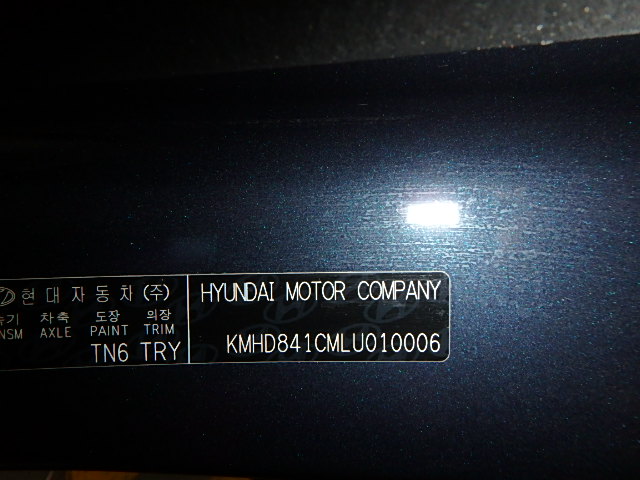 현대자동차(주) HYUNDAI MOTOR COMPANY
차축 도장 의장
AXLE PAINT TRIM
TN6 TRY KMHD841CMLU010006